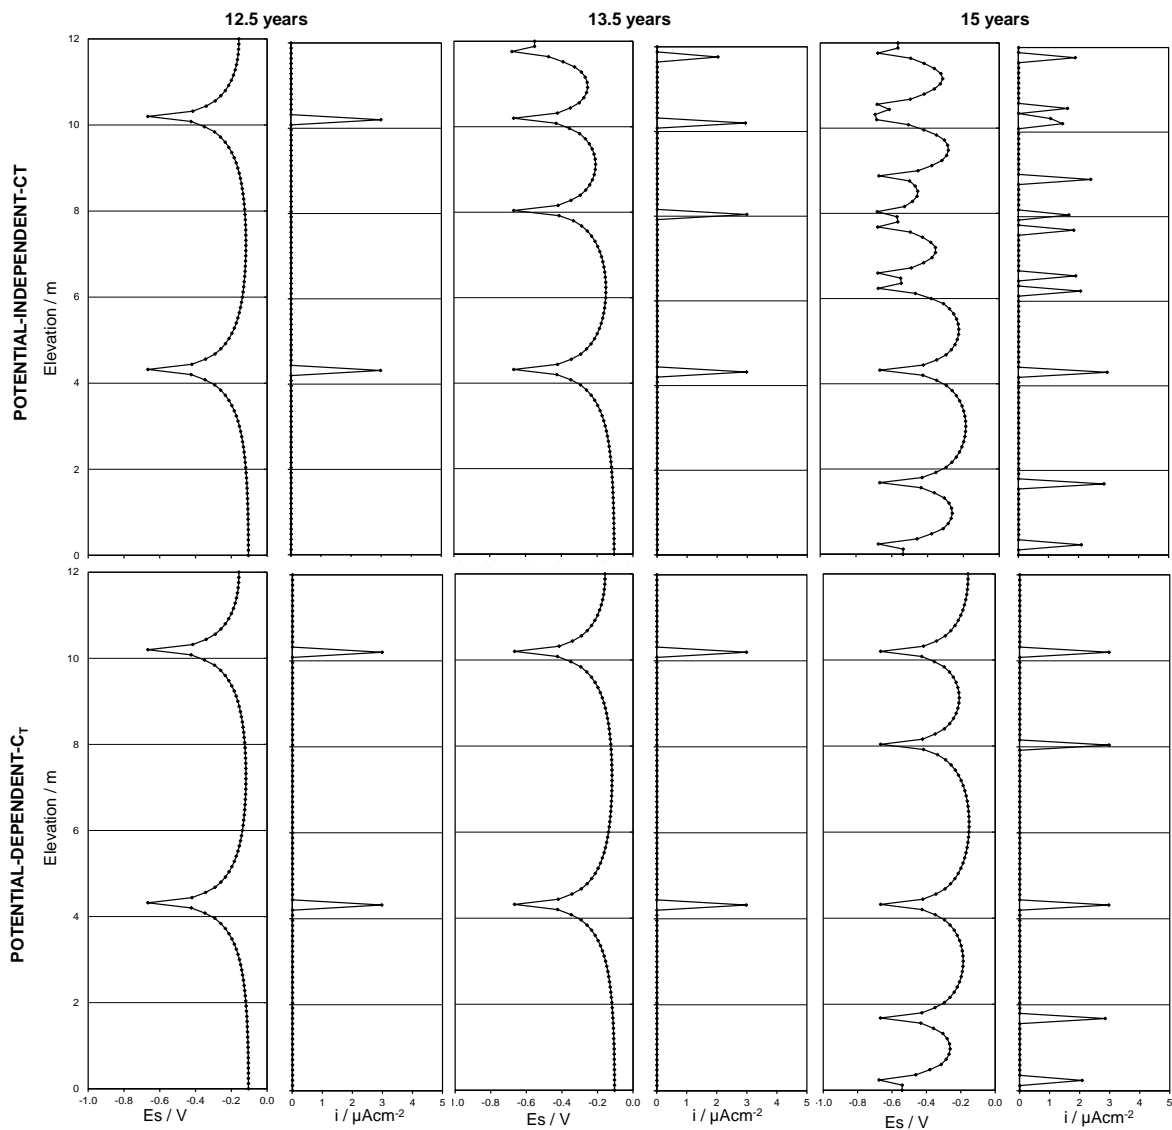 12.5 years 13.5 years 15 years
POTENTIAL-INDEPENDENT-CT
Elevation / m
12
10
8
6
4
2
0
POTENTIAL-DEPENDENT-CT
Elevation / m
12
10
8
6
4
2
0
-1.0 -0.8 -0.6 -0.4 -0.2 0.0 0 1 2 3 4 5 1.0 -0.8 -0.6 -0.4 -0.2 0.0 0 1 2 3 4 5 1.0 -0.8 -0.6 -0.4 -0.2 0.0 0 1 2 3 4 5
Es / V i / µAcm-2 Es / V i / µAcm-2 Es / V i / µAcm-2